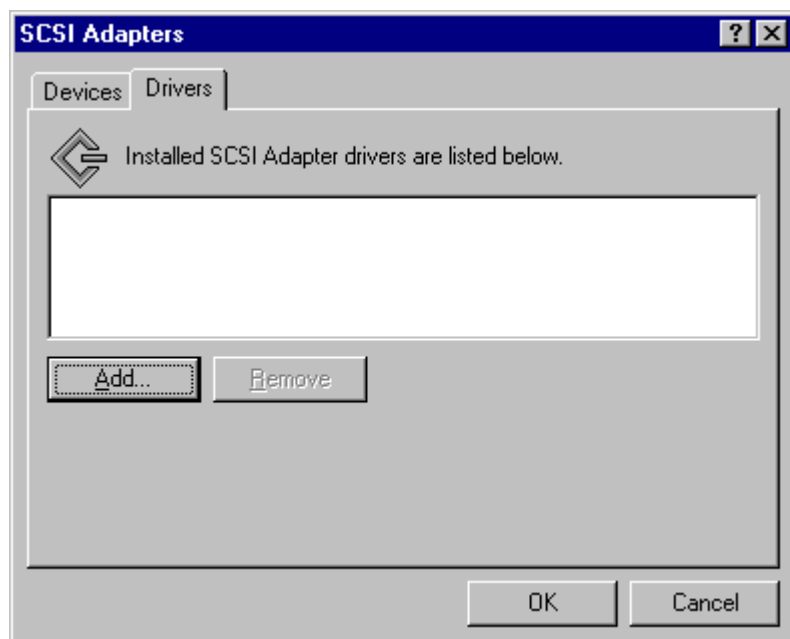 SCSI Adapters
Devices Drivers
Installed SCSI Adapter drivers are listed below.
Add... Remove
OK Cancel